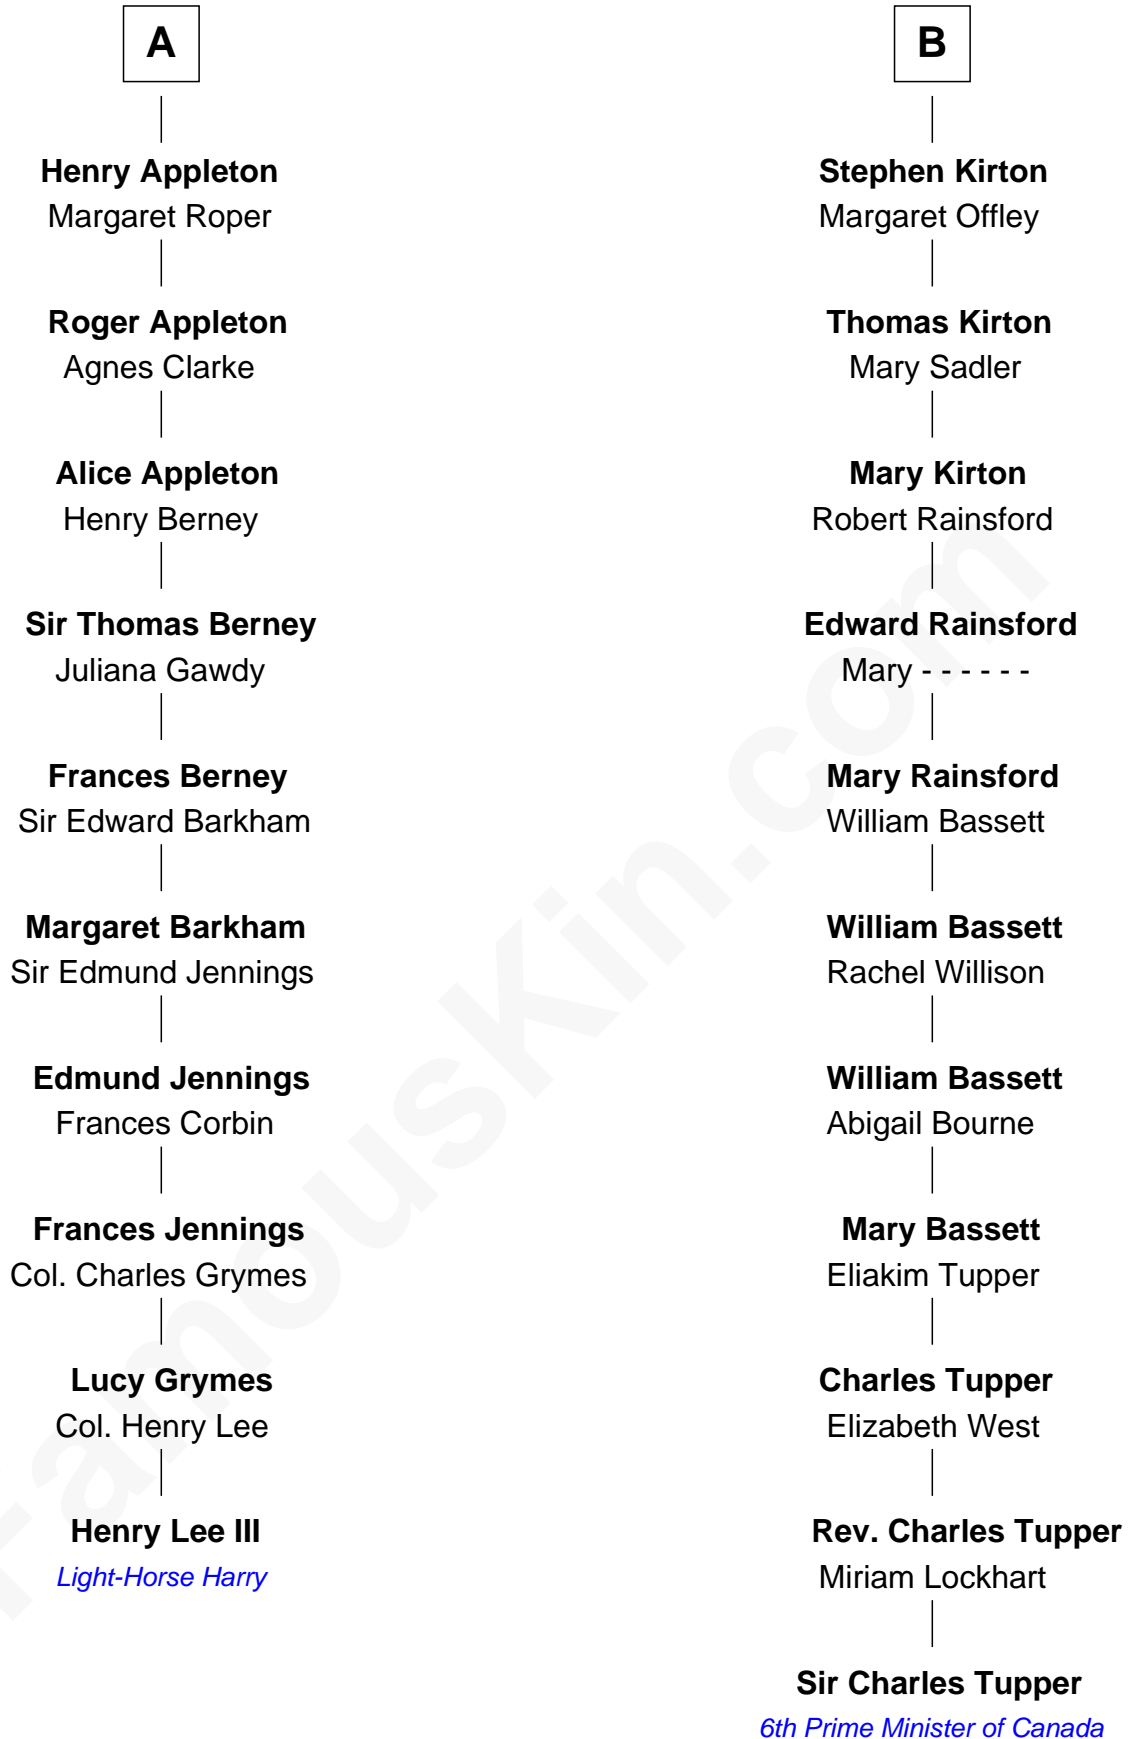 A
Henry Appleton
Margaret Roper
Roger Appleton
Agnes Clarke
Alice Appleton
Henry Berney
Sir Thomas Berney
Juliana Gawdy
Frances Berney
Sir Edward Barkham
Margaret Barkham
Sir Edmund Jennings
Edmund Jennings
Frances Corbin
Frances Jennings
Col. Charles Grymes
Lucy Grymes
Col. Henry Lee
Henry Lee III
Light-Horse Harry
B
Stephen Kirton
Margaret Offley
Thomas Kirton
Mary Sadler
Mary Kirton
Robert Rainsford
Edward Rainsford
Mary - - - - - -
Mary Rainsford
William Bassett
William Bassett
Rachel Willison
William Bassett
Abigail Bourne
Mary Bassett
Eliakim Tupper
Charles Tupper
Elizabeth West
Rev. Charles Tupper
Miriam Lockhart
Sir Charles Tupper
6th Prime Minister of Canada
FamousKin.com